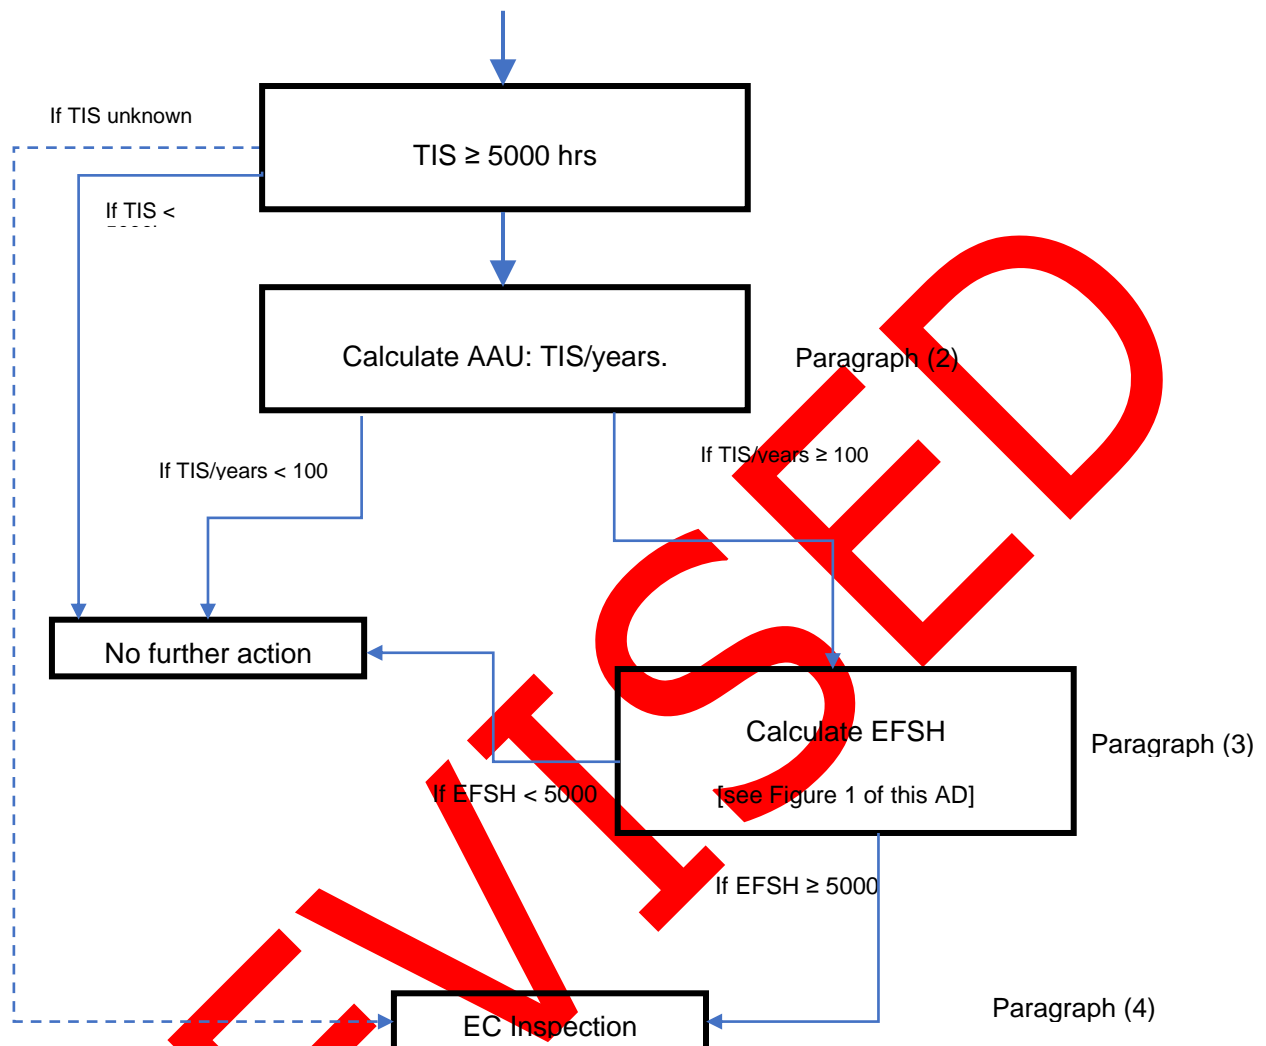 If TIS unknown
TIS ≥ 5000 hrs
If TIS <
Calculate AAU: TIS/years.
Paragraph (2)
If TIS/years < 100
If TIS/years ≥ 100
No further action
Calculate EFSH
[see Figure 1 of this AD]
Paragraph (3)
If EFSH < 5000
If EFSH ≥ 5000
EC Inspection
Paragraph (4)
EVISED